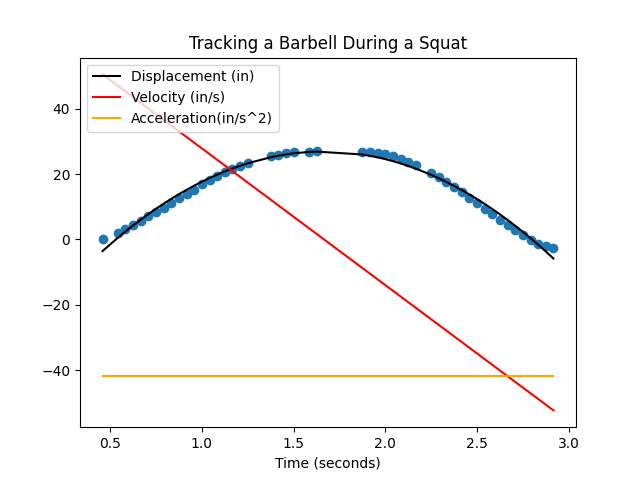 Tracking a Barbell During a Squat
Displacement (in)
Velocity (in/s)
Acceleration(in/s^2)
40
20
0
−20
−40
0.5 1.0 1.5 2.0 2.5 3.0
Time (seconds)